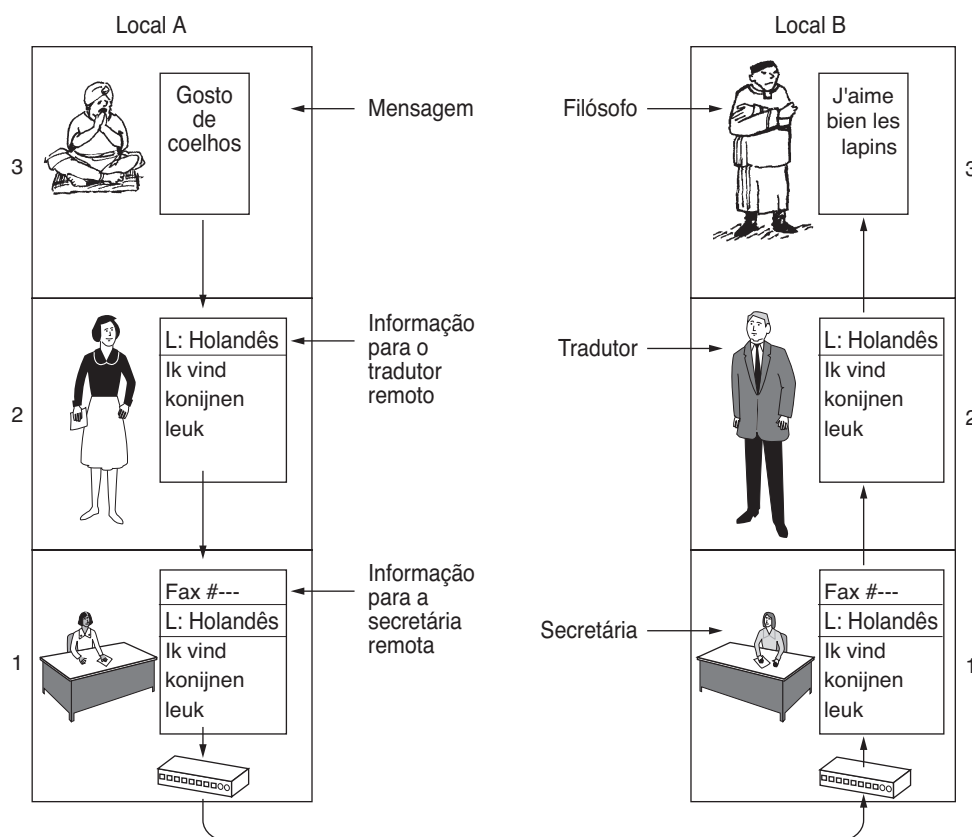 Local A
Local B
Gosto
de
coelhos
Mensagem
Filósofo
J'aime
bien les
lapins
3
3
L: Holandês
Ik vind
konijnen
leuk
Informação
para o
tradutor
remoto
Tradutor
L: Holandês
Ik vind
konijnen
leuk
2
2
Fax #---
L: Holandês
Ik vind
konijnen
leuk
Informação
para a
secretária
remota
Secretária
Fax #---
L: Holandês
Ik vind
konijnen
leuk
1
1